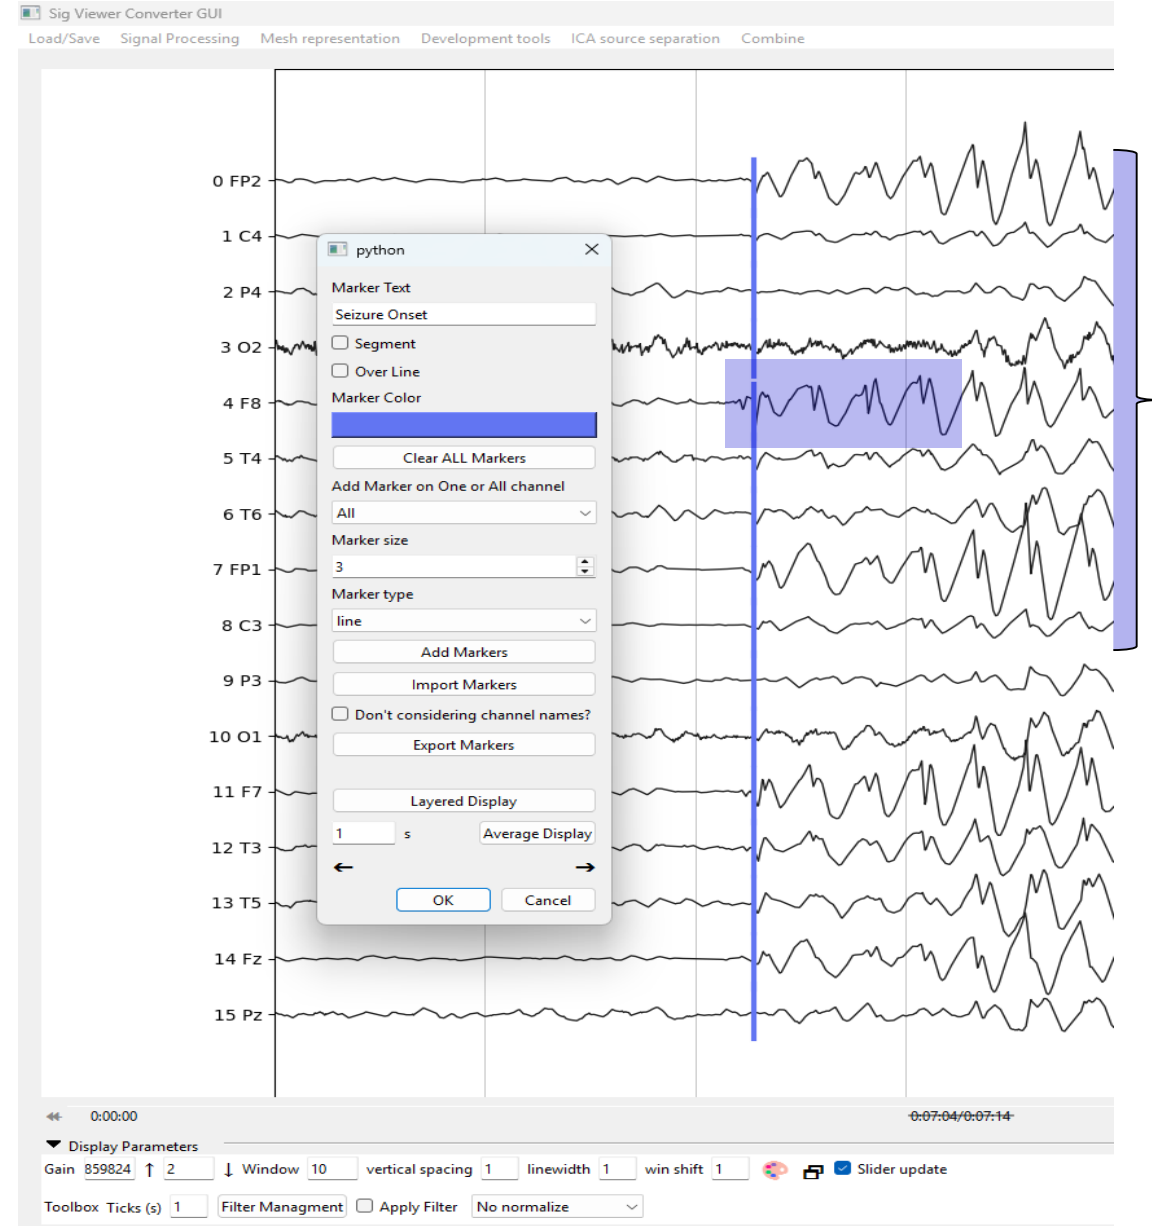 Sig Viewer Converter GUI
Load/Save Signal Processing Mesh representation Development tools ICA source separation Combine
0 FP2
1 C4
2 P4
3 O2
4 F8
5 T4
6 T6
7 FP1
8 C3
9 P3
10 O1
11 F7
12 T3
13 T5
14 Fz
15 Pz
python
Marker Text
Seizure Onset
Segment
Over Line
Marker Color
Clear ALL Markers
Add Marker on One or All channel
All
Marker size
3
Marker type
line
Add Markers
Import Markers
Don't considering channel names?
Export Markers
Layered Display
1 s Average Display
OK Cancel
0:00:00 0:07:04/0:07:14
Display Parameters
Gain 859824 ↑ 2 ↓ Window 10 vertical spacing 1 linewidth 1 win shift 1 Slider update
Toolbox Ticks (s) 1 Filter Managment Apply Filter No normalize